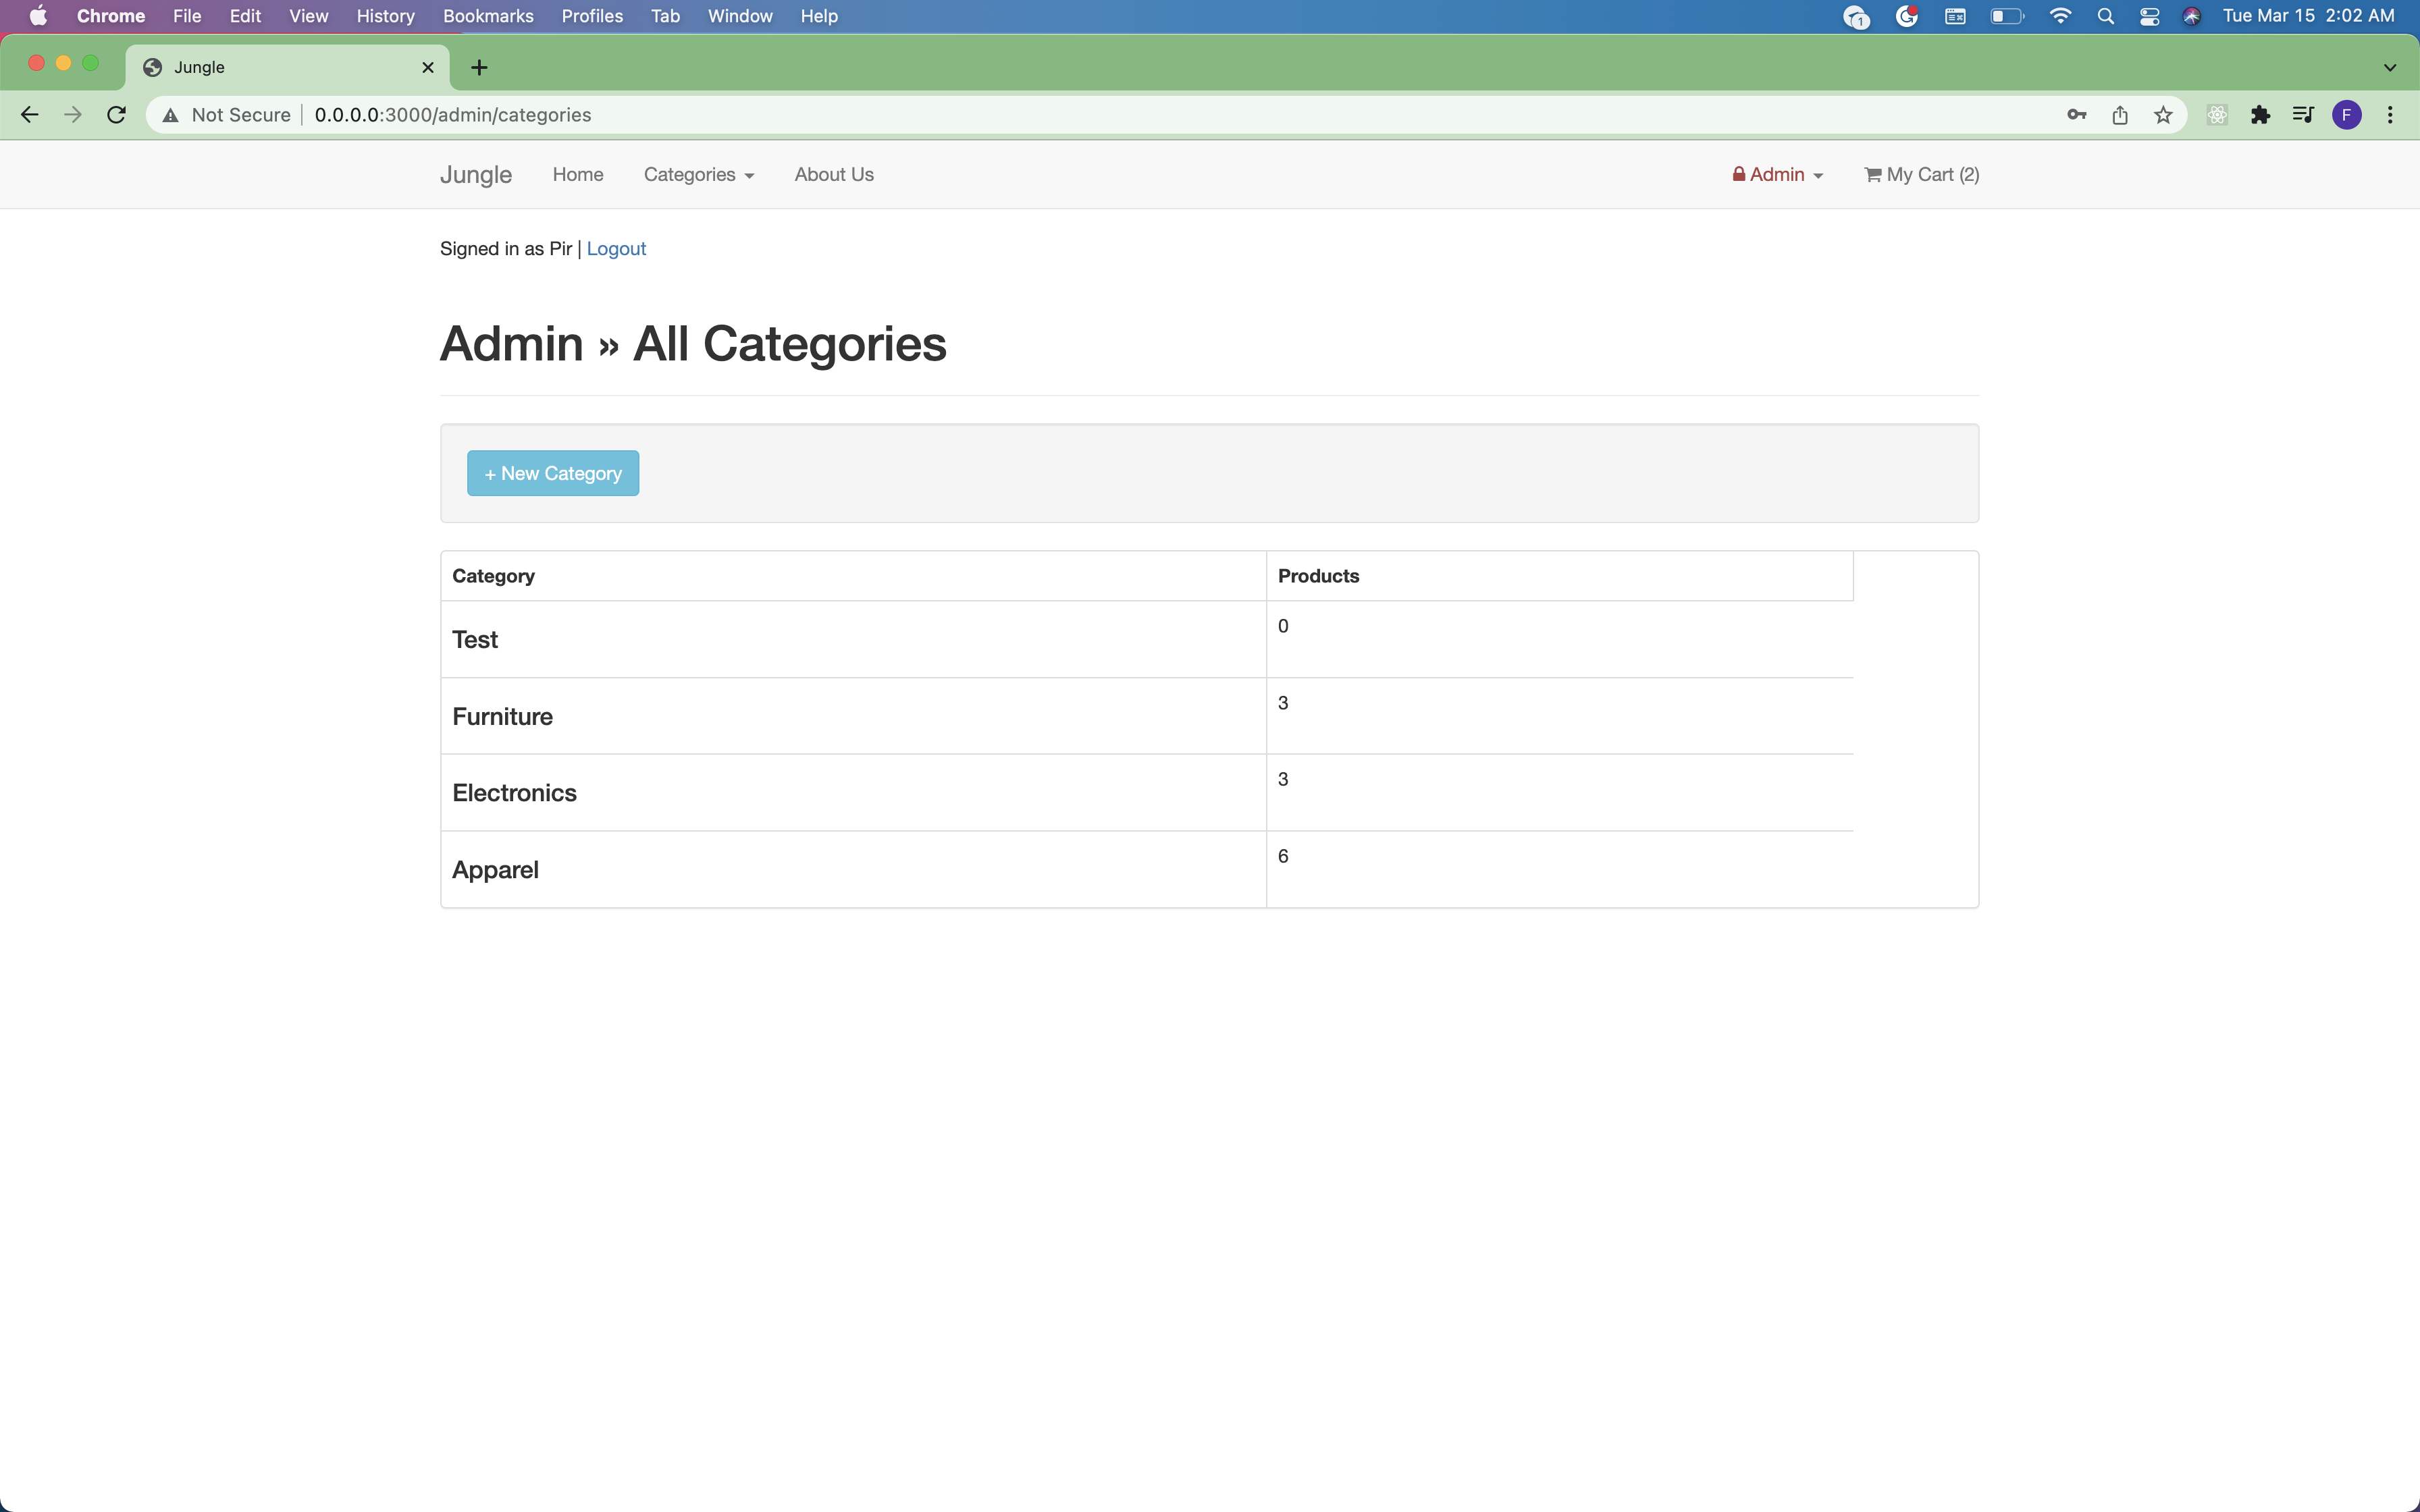 Chrome File Edit View History Bookmarks Profiles Tab Window Help 1 Tue Mar 15 2:02 AM
Jungle
Not Secure 0.0.0.0:3000/admin/categories F
Jungle Home Categories About Us Admin My Cart (2)
Signed in as Pir | Logout
Admin » All Categories
+ New Category
Category Products
Test 0
Furniture 3
Electronics 3
Apparel 6